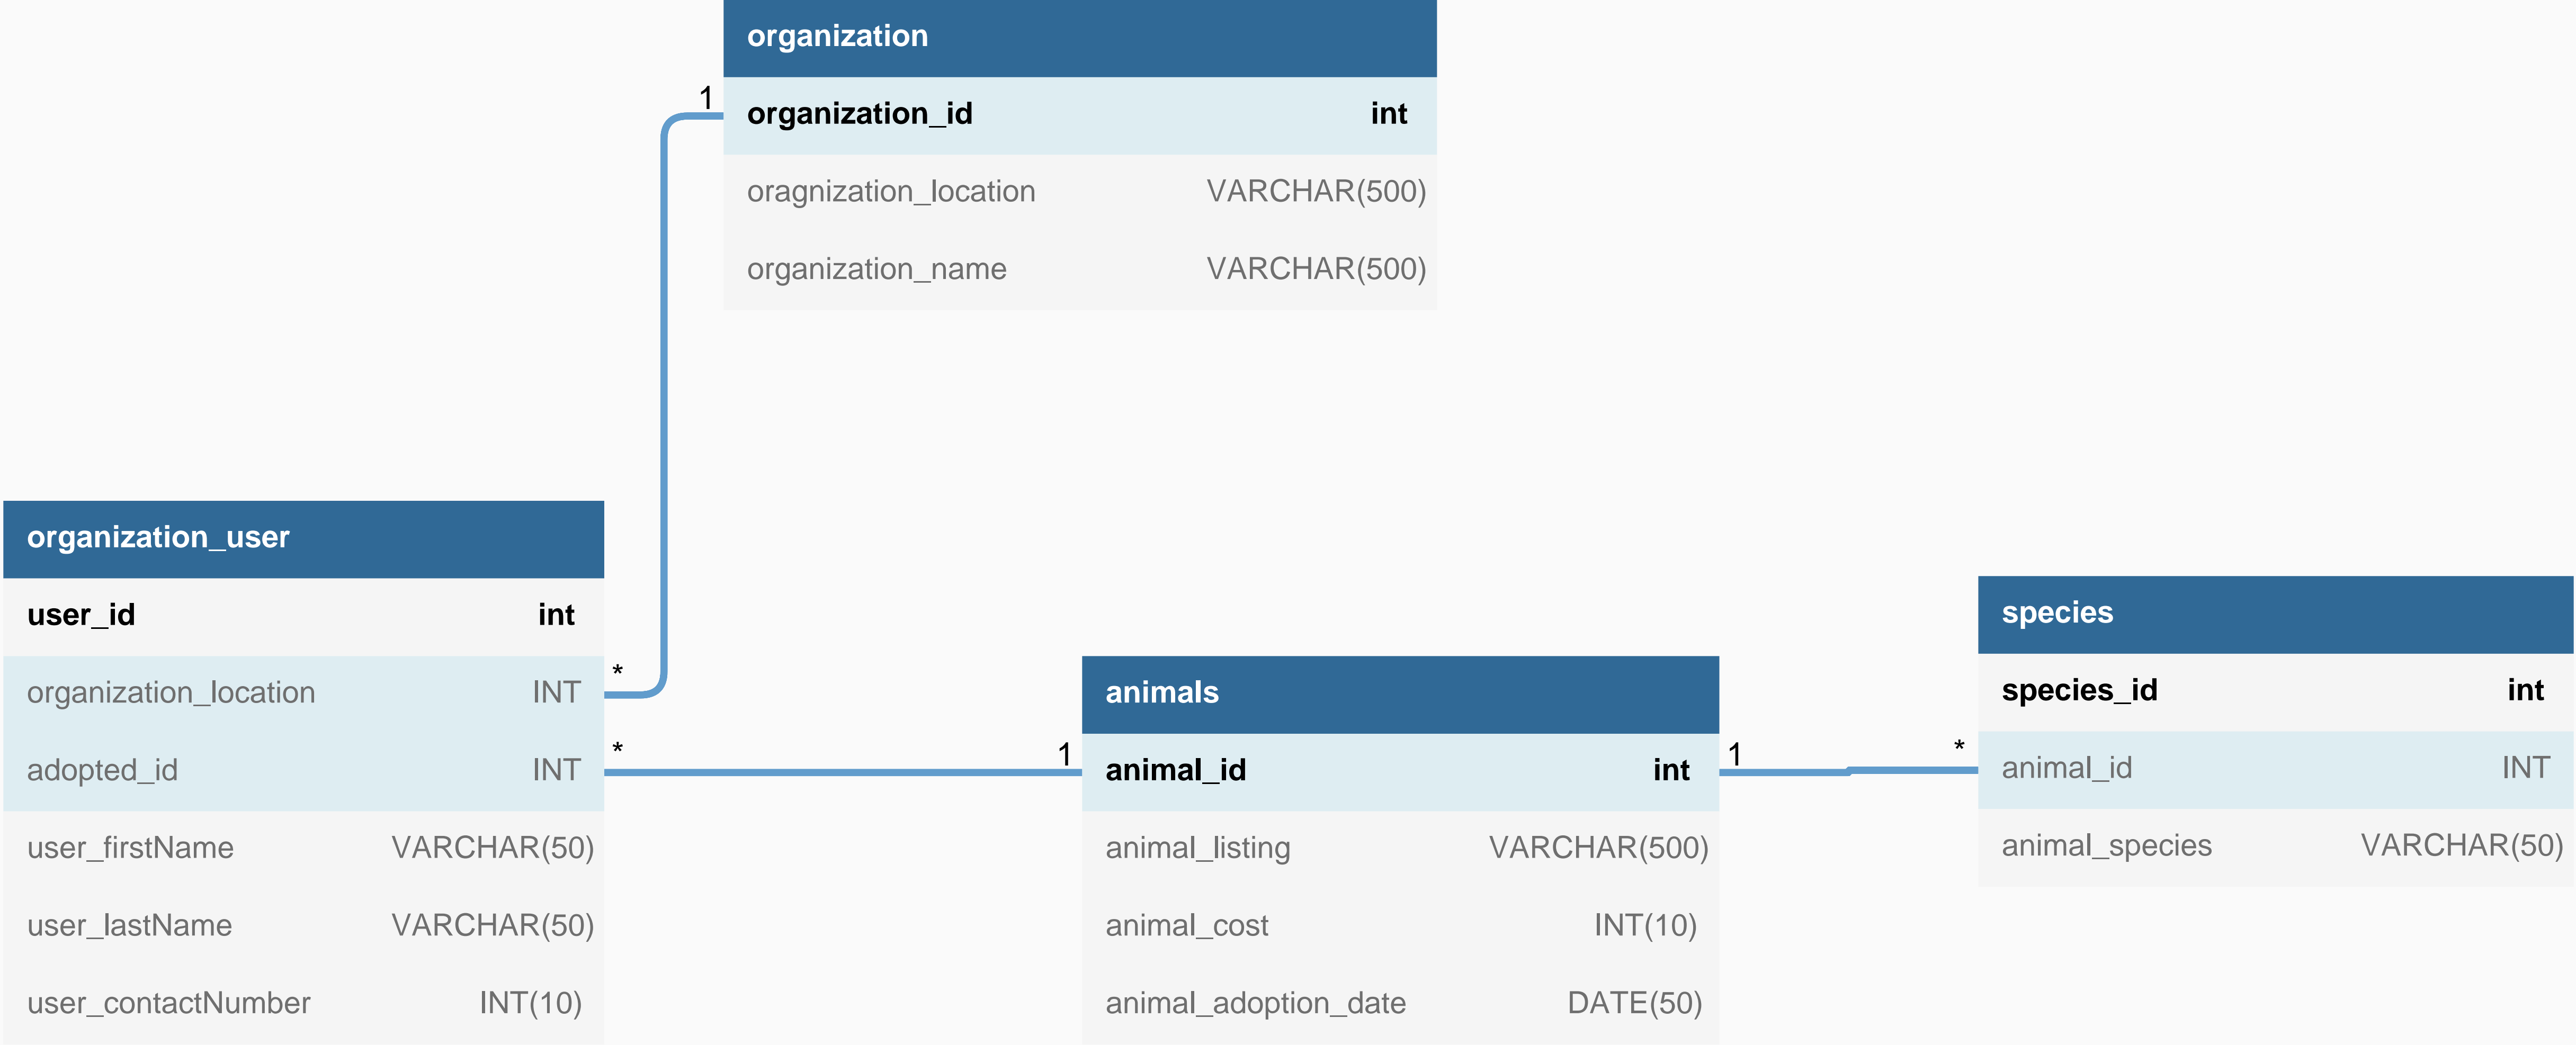 organization
organization_id int
oragnization_location VARCHAR(500)
organization_name VARCHAR(500)
1
organization_user
user_id int
organization_location INT
*
adopted_id INT
*
user_firstName VARCHAR(50)
user_lastName VARCHAR(50)
user_contactNumber INT(10)
animals
1
animal_id int
1
animal_listing VARCHAR(500)
animal_cost INT(10)
animal_adoption_date DATE(50)
species
species_id int
*
animal_id INT
animal_species VARCHAR(50)